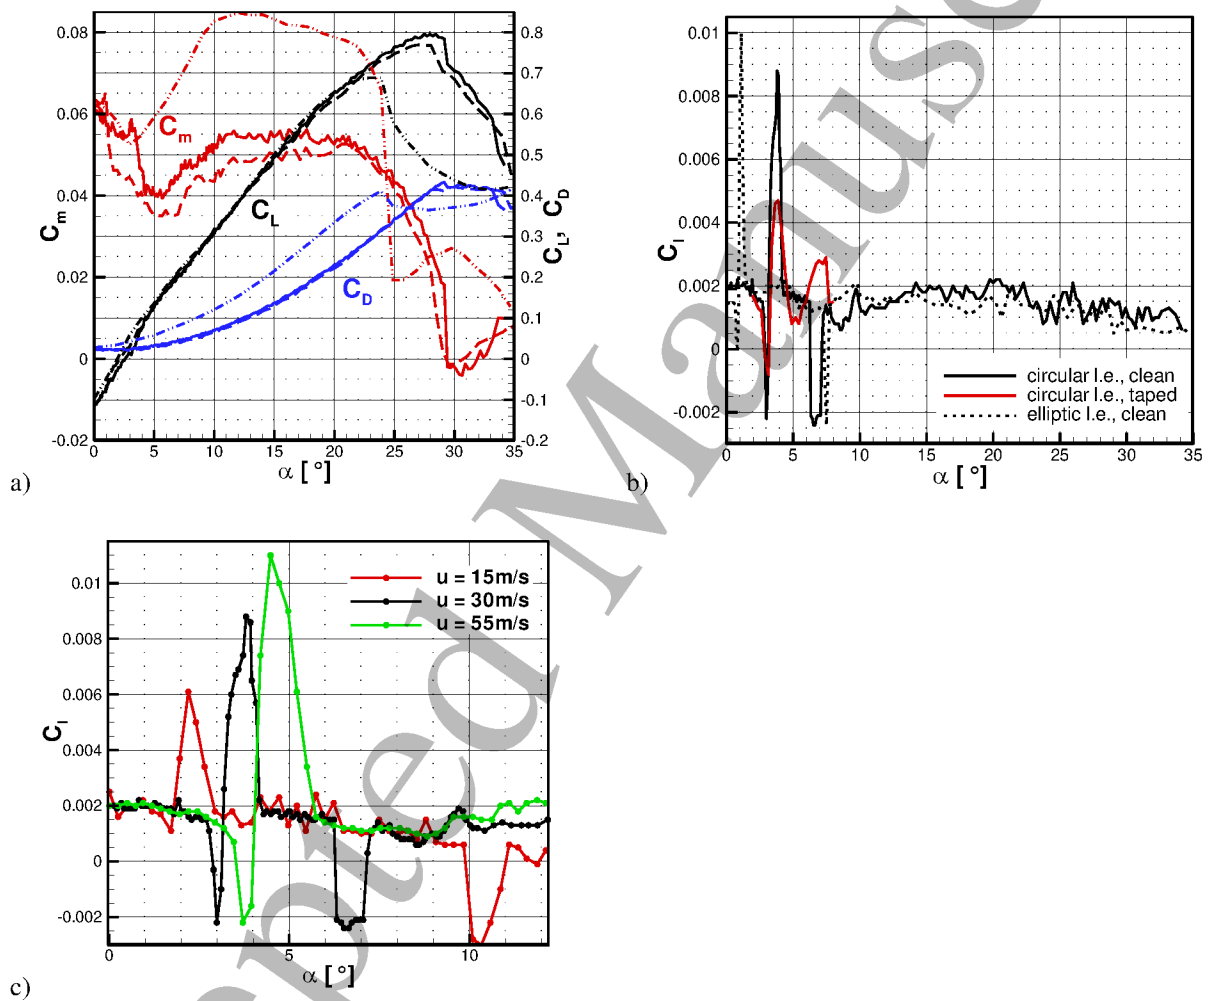 0.08
0.06
0.04
0.02
0
-0.02
C_m
0.8
0.7
0.6
0.5
0.4
0.3
0.2
0.1
0
-0.1
-0.2
C_L, C_D
C_m
C_L
C_D
0 5 10 15 20 25 30 35
α [ °]
a)
0.01
0.008
0.006
0.004
0.002
0
-0.002
C_l
circular l.e., clean
circular l.e., taped
elliptic l.e., clean
0 5 10 15 20 25 30 35
α [ °]
b)
0.01
0.008
0.006
0.004
0.002
0
-0.002
C_l
u = 15m/s
u = 30m/s
u = 55m/s
0 5 10
α [ °]
c)
epted Manusc